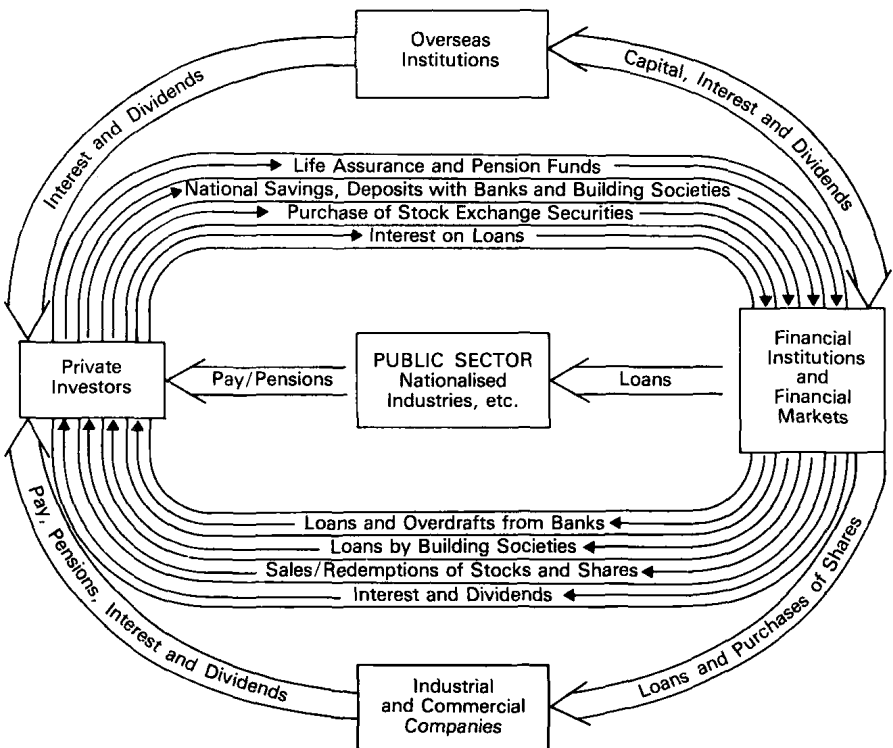 Overseas
Institutions
Interest and Dividends
Capital, Interest and Dividends
Life Assurance and Pension Funds
National Savings, Deposits with Banks and Building Societies
Purchase of Stock Exchange Securities
Interest on Loans
Private
Investors
Pay/Pensions
PUBLIC SECTOR
Nationalised
Industries, etc.
Loans
Financial
Institutions
and
Financial
Markets
Loans and Overdrafts from Banks
Loans by Building Societies
Sales/Redemptions of Stocks and Shares
Interest and Dividends
Pay, Pensions, Interest and Dividends
Loans and Purchases of Shares
Industrial
and Commercial
Companies